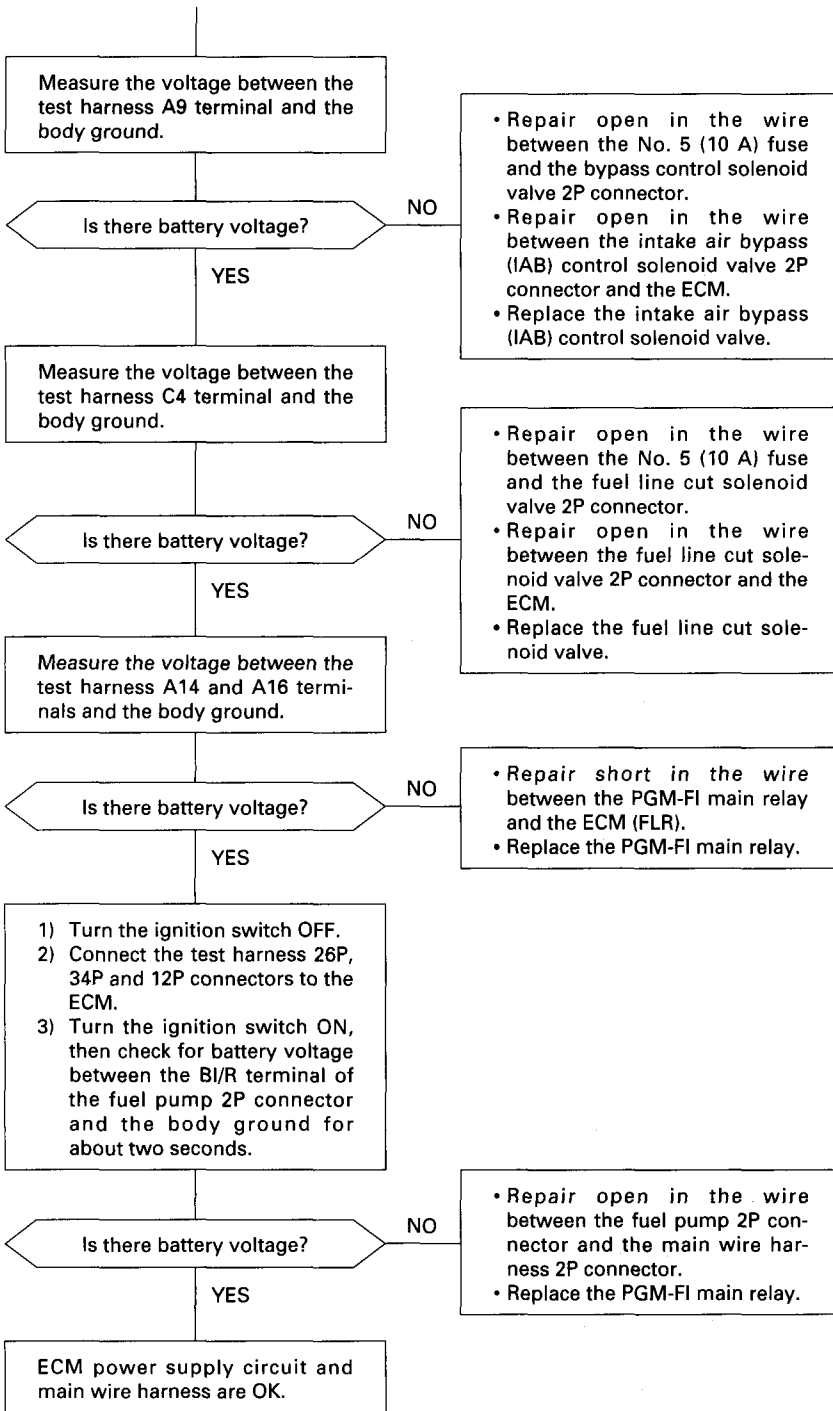 Measure the voltage between the
test harness A9 terminal and the
body ground.
Is there battery voltage?
NO
• Repair open in the wire
between the No. 5 (10 A) fuse
and the bypass control solenoid
valve 2P connector.
• Repair open in the wire
between the intake air bypass
(IAB) control solenoid valve 2P
connector and the ECM.
• Replace the intake air bypass
(IAB) control solenoid valve.
YES
Measure the voltage between the
test harness C4 terminal and the
body ground.
Is there battery voltage?
NO
• Repair open in the wire
between the No. 5 (10 A) fuse
and the fuel line cut solenoid
valve 2P connector.
• Repair open in the wire
between the fuel line cut sole-
noid valve 2P connector and the
ECM.
• Replace the fuel line cut sole-
noid valve.
YES
Measure the voltage between the
test harness A14 and A16 termi-
nals and the body ground.
Is there battery voltage?
NO
• Repair short in the wire
between the PGM-FI main relay
and the ECM (FLR).
• Replace the PGM-FI main relay.
YES
1) Turn the ignition switch OFF.
2) Connect the test harness 26P,
34P and 12P connectors to the
ECM.
3) Turn the ignition switch ON,
then check for battery voltage
between the Bl/R terminal of
the fuel pump 2P connector
and the body ground for
about two seconds.
Is there battery voltage?
NO
• Repair open in the wire
between the fuel pump 2P con-
nector and the main wire har-
ness 2P connector.
• Replace the PGM-FI main relay.
YES
ECM power supply circuit and
main wire harness are OK.